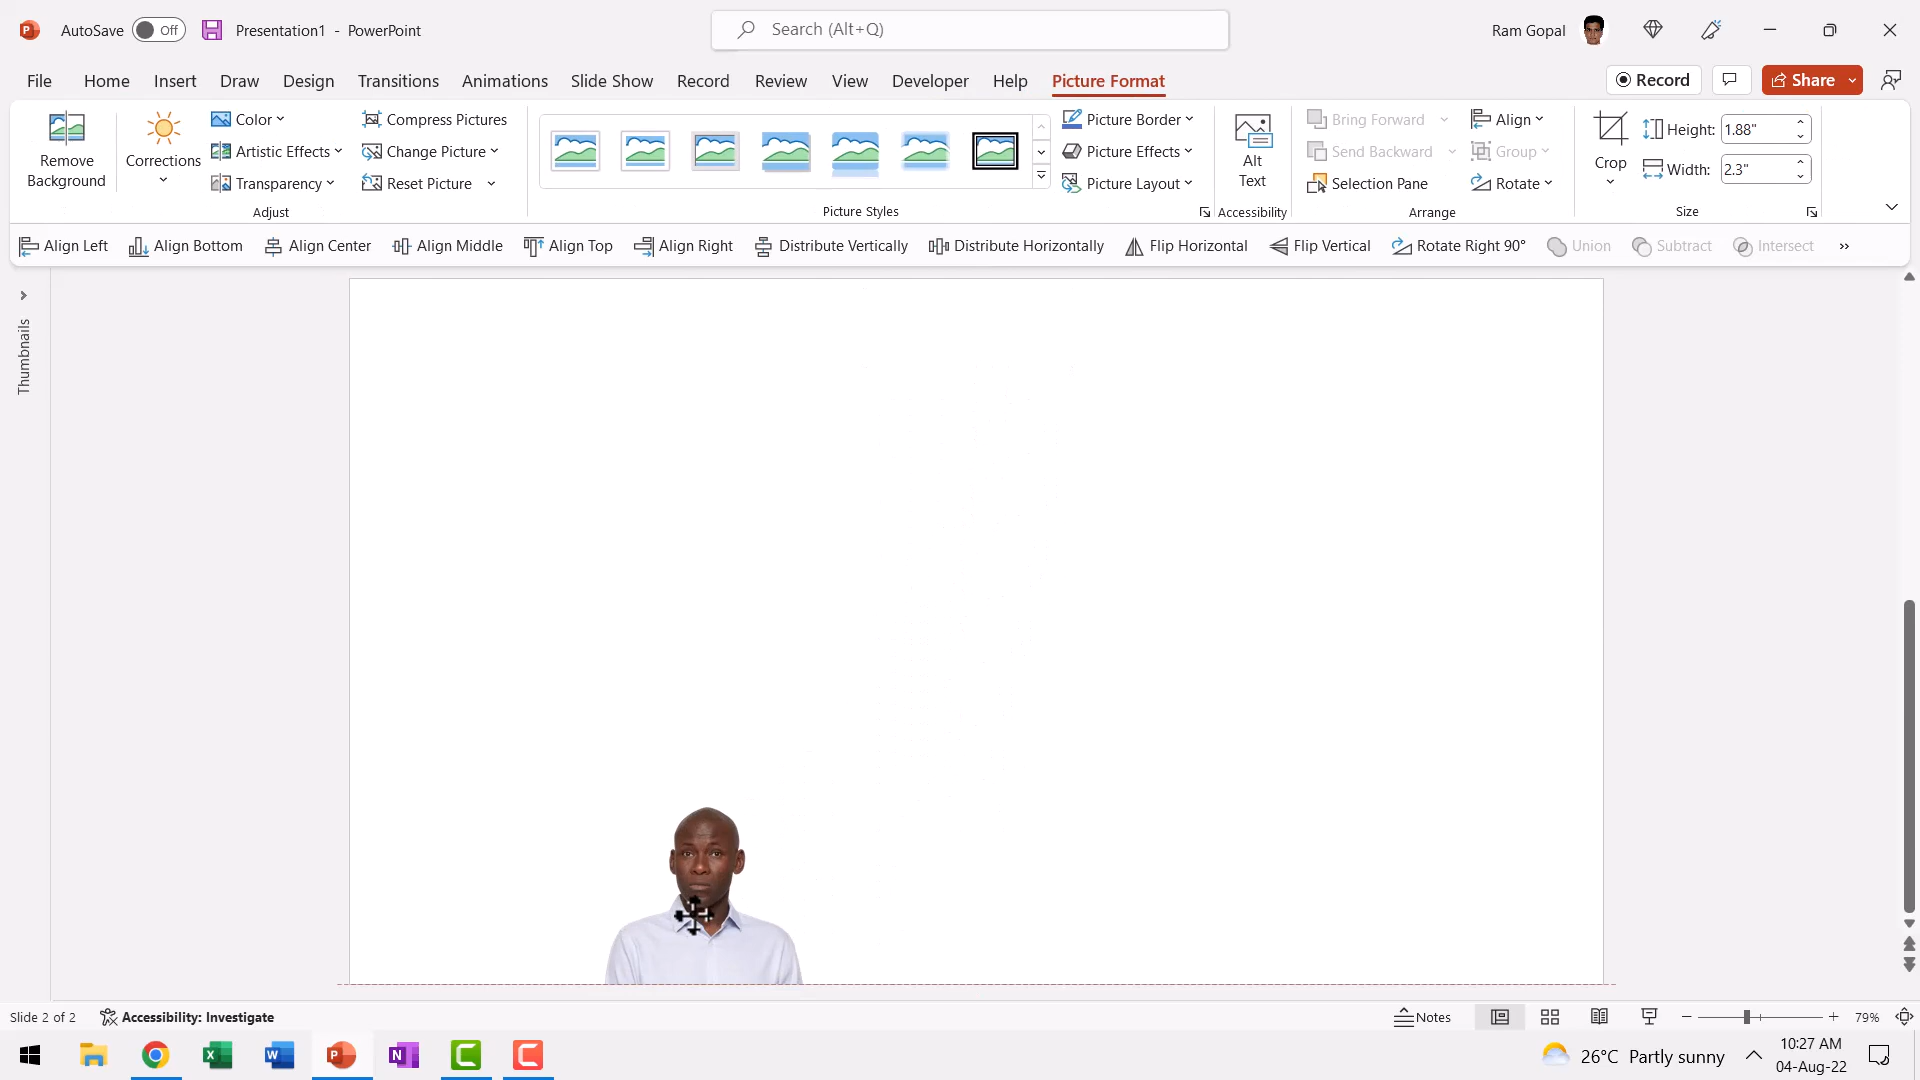 AutoSave Off Presentation1 - PowerPoint Search (Alt+Q) Ram Gopal
File Home Insert Draw Design Transitions Animations Slide Show Record Review View Developer Help Picture Format Record Share
Remove Background
Corrections
Color
Artistic Effects
Transparency
Compress Pictures
Change Picture
Reset Picture
Adjust
Picture Styles
Picture Border
Picture Effects
Picture Layout
Alt Text
Accessibility
Bring Forward
Send Backward
Selection Pane
Align
Group
Rotate
Arrange
Crop
Height: 1.88"
Width: 2.3"
Size
Align Left Align Bottom Align Center Align Middle Align Top Align Right Distribute Vertically Distribute Horizontally Flip Horizontal Flip Vertical Rotate Right 90° Union Subtract Intersect
Thumbnails
Slide 2 of 2 Accessibility: Investigate Notes 79%
26°C Partly sunny
10:27 AM
04-Aug-22